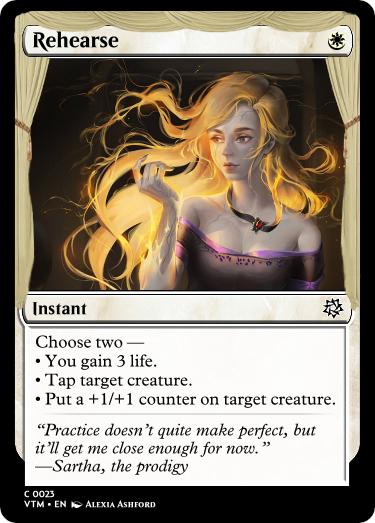 Rehearse
Instant
Choose two —
• You gain 3 life.
• Tap target creature.
• Put a +1/+1 counter on target creature.
“Practice doesn’t quite make perfect, but
it’ll get me close enough for now.”
—Sartha, the prodigy
C 0023
VTM • EN Alexia Ashford